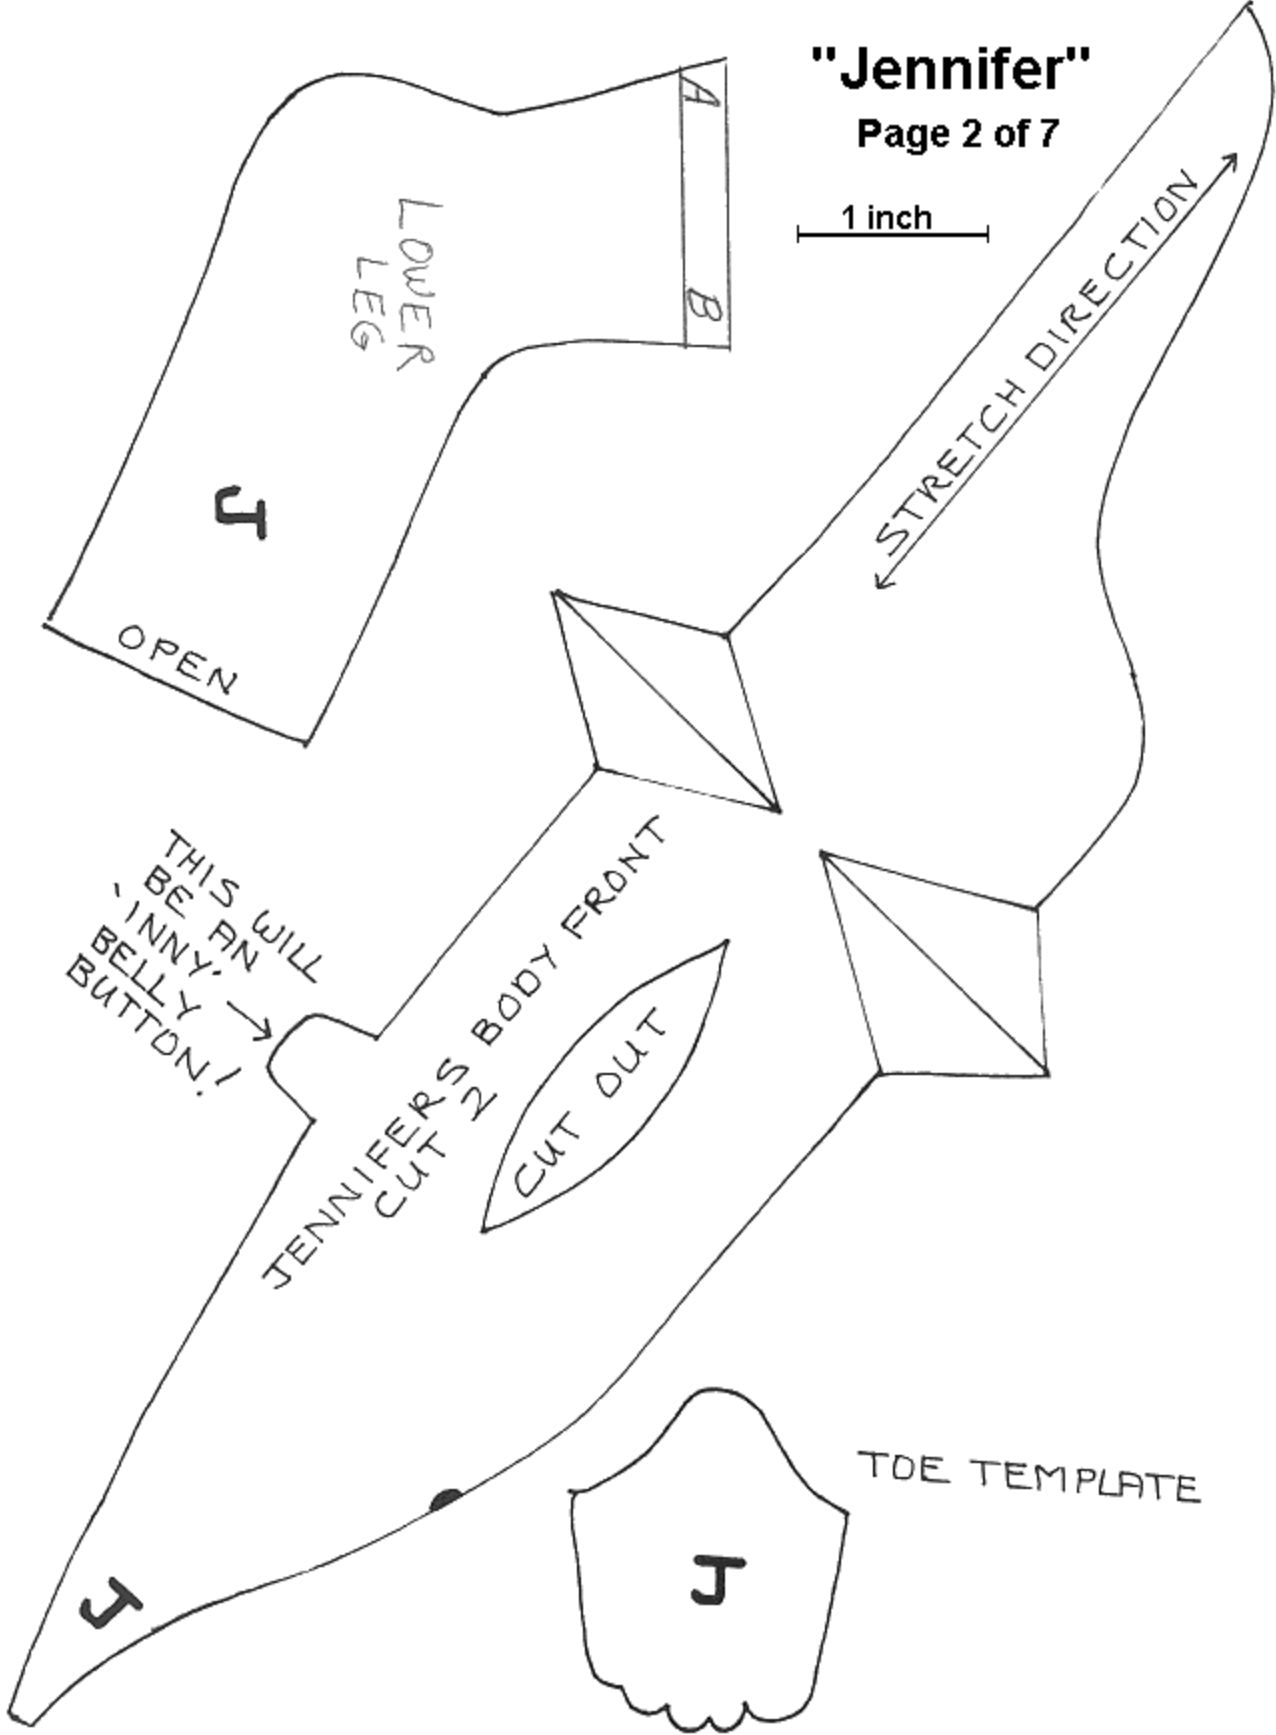 "Jennifer"
Page 2 of 7
1 inch
A
B
LOWER
LEG
J
OPEN
STRETCH DIRECTION
THIS WILL
BE AN
'INNY'
BELLY
BUTTON!
JENNIFERS BODY FRONT
CUT 2
CUT OUT
J
TOE TEMPLATE
J